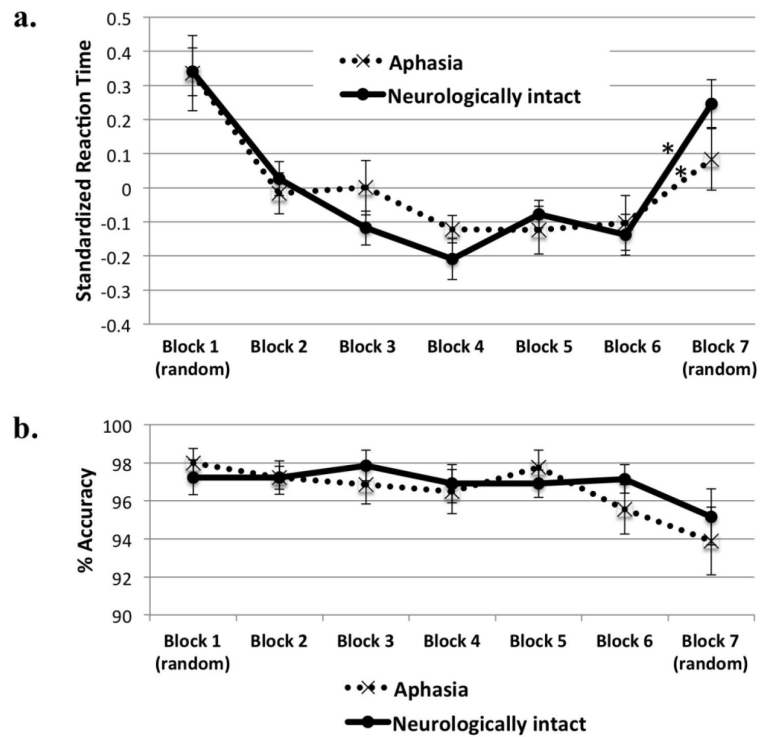 a.
0.5
0.4
0.3
0.2
0.1
0
-0.1
-0.2
-0.3
-0.4
Standardized Reaction Time
Aphasia
Neurologically intact
*
*
Block 1 Block 2 Block 3 Block 4 Block 5 Block 6 Block 7
(random) (random)
b.
100
98
96
94
92
90
% Accuracy
Block 1 Block 2 Block 3 Block 4 Block 5 Block 6 Block 7
(random) (random)
Aphasia
Neurologically intact